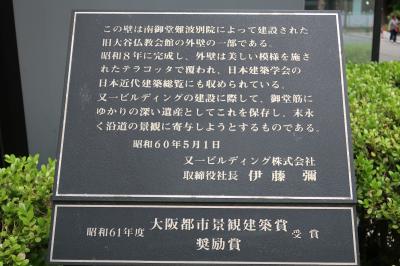 この壁は南御堂難波別院によって建設された
旧大谷仏教会館の外壁の一部である。
昭和8年に完成し、外壁は美しい模様を施さ
れたテラコッタで覆われ、日本建築学会の
日本近代建築総覧にも収められている。
又一ビルディングの建設に際して、御堂筋に
ゆかりの深い遺産としてこれを保存し、末永
く沿道の景観に寄与しようとするものである。
昭和60年5月1日
又一ビルディング株式会社
取締役社長 伊藤 彌
昭和61年度 大阪都市景観建築賞 奨励賞 受賞